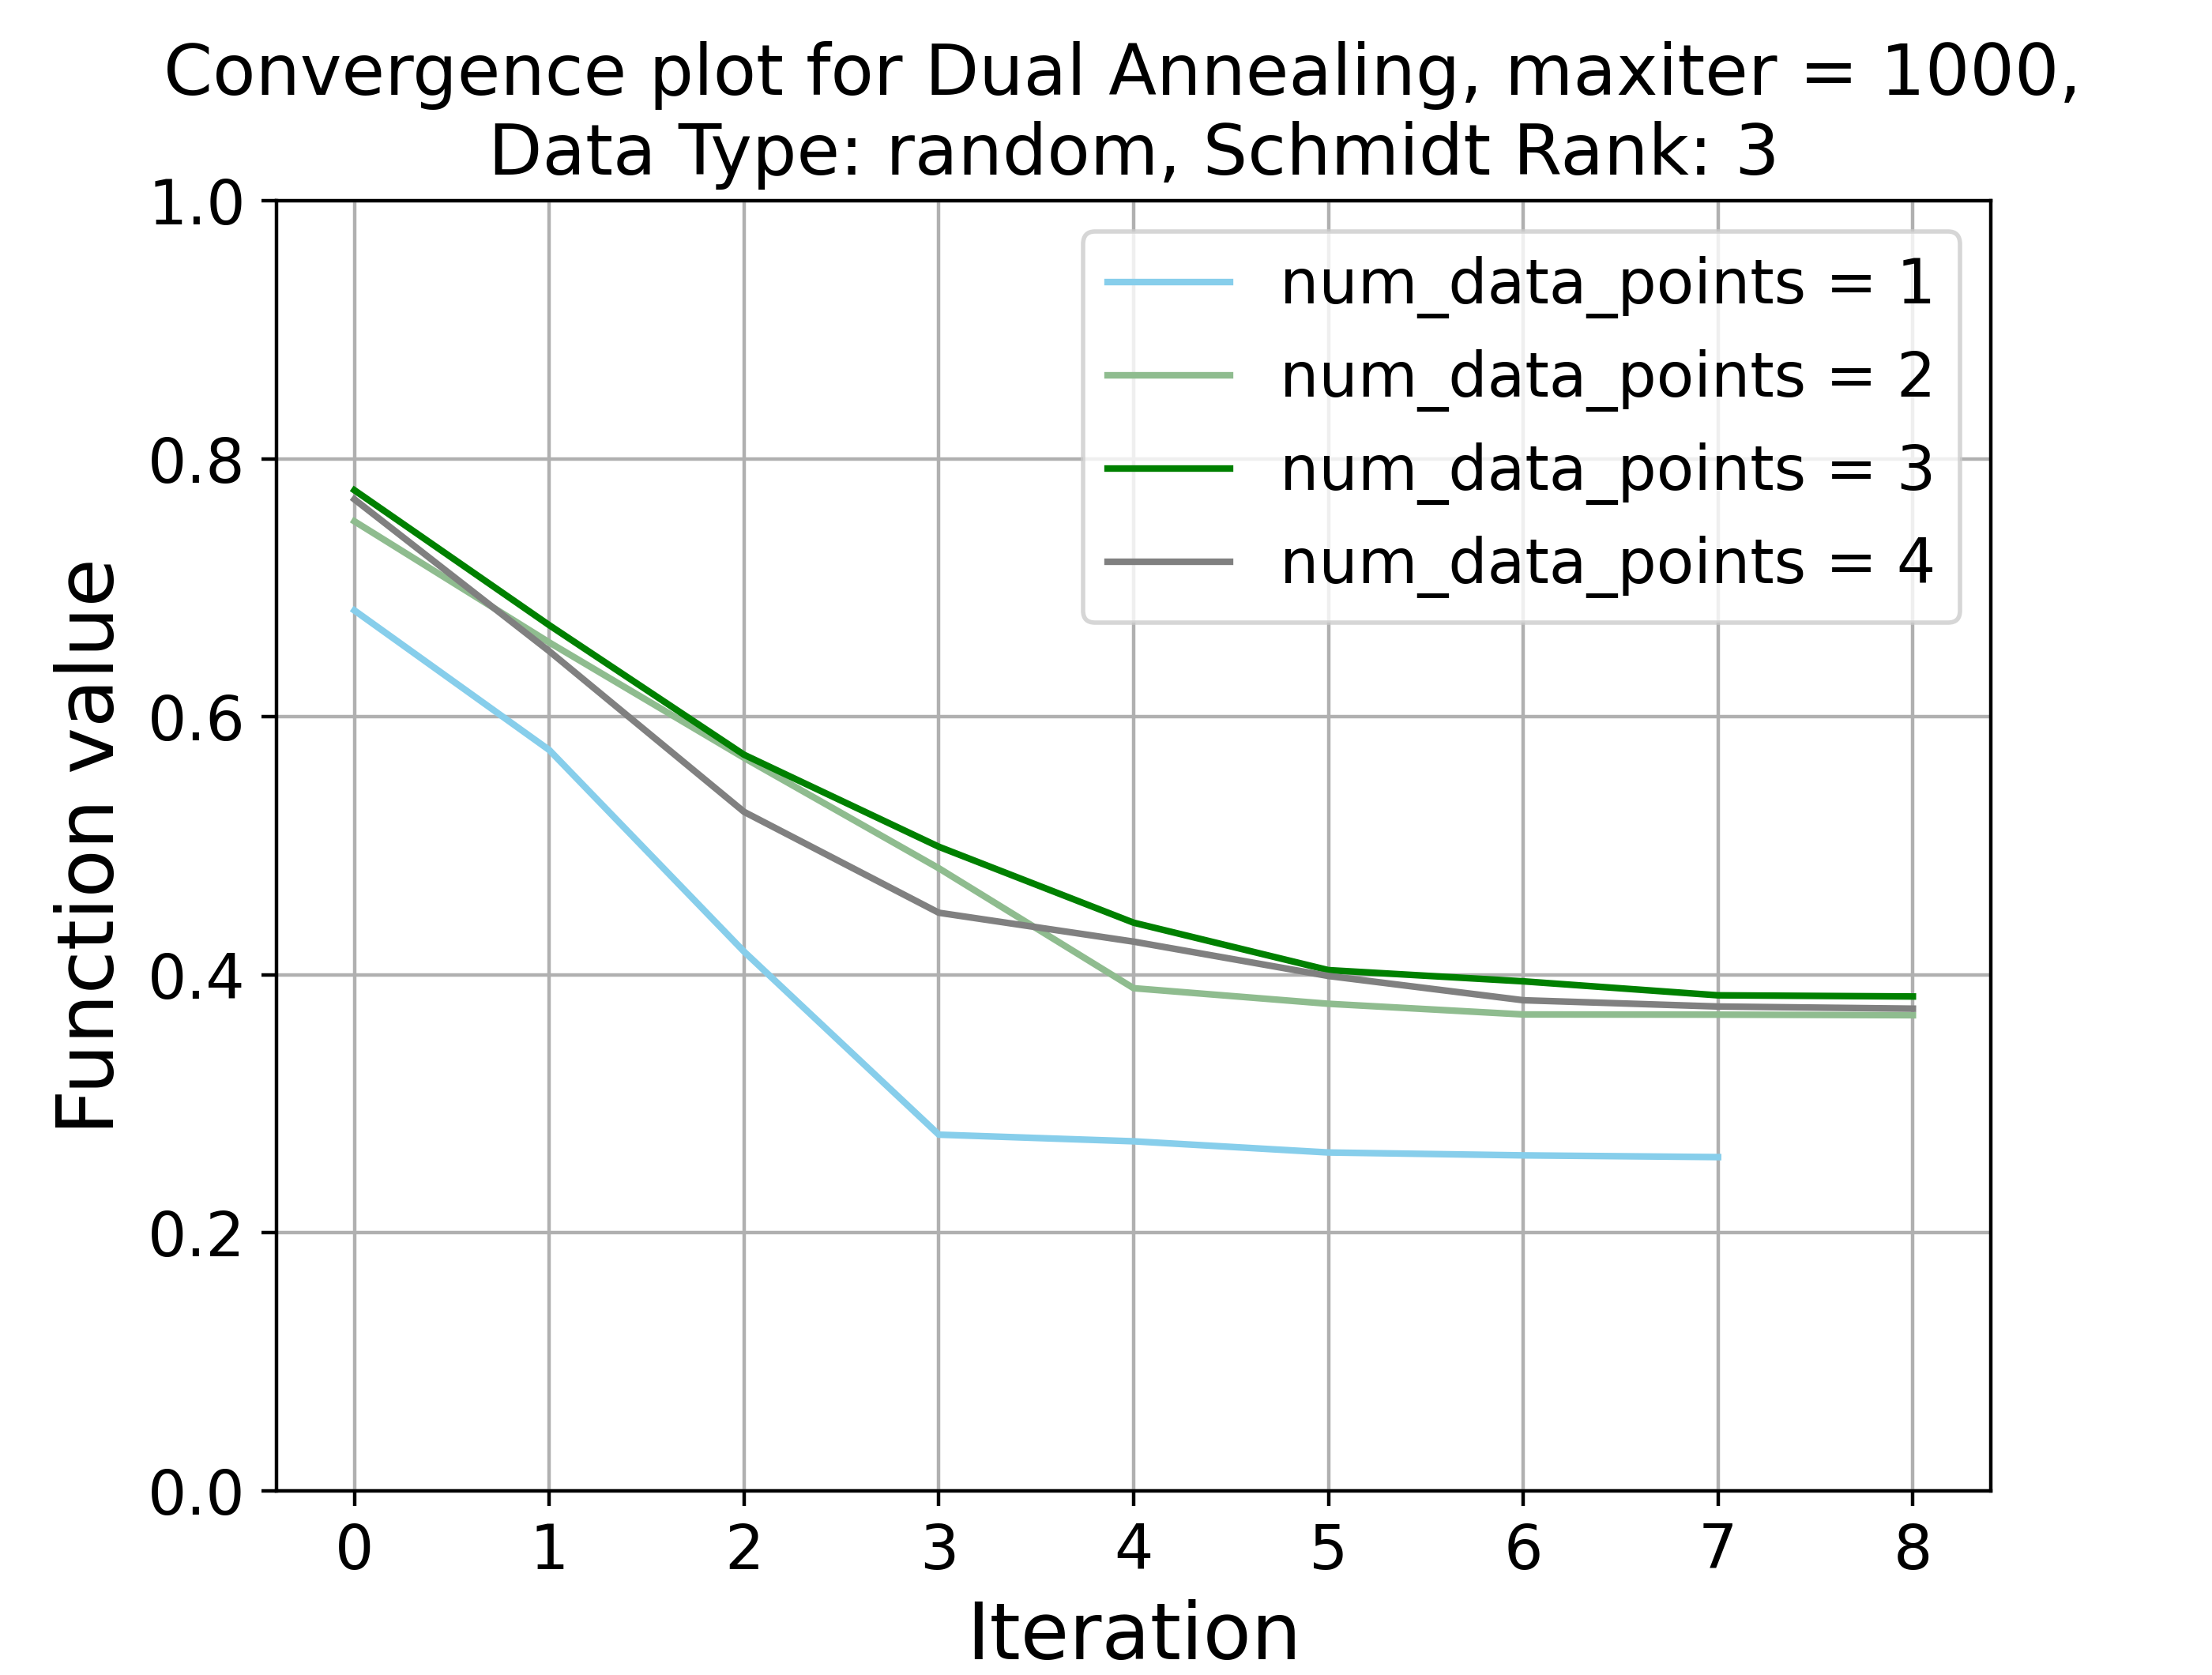 Convergence plot for Dual Annealing, maxiter = 1000,
Data Type: random, Schmidt Rank: 3
1.0
0.8
0.6
0.4
0.2
0.0
Function value
num_data_points = 1
num_data_points = 2
num_data_points = 3
num_data_points = 4
0 1 2 3 4 5 6 7 8
Iteration